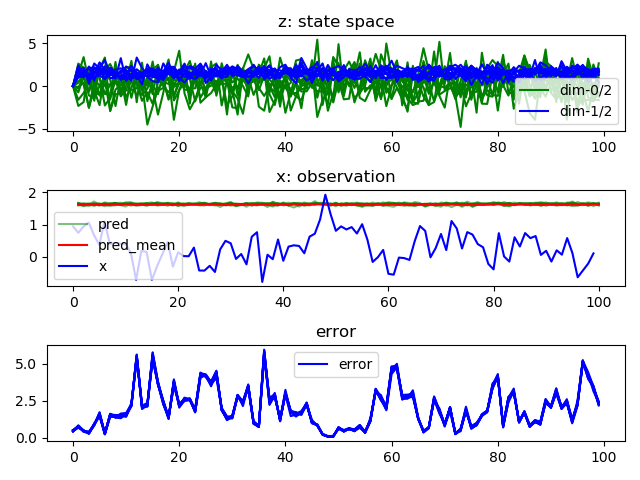 z: state space
5
0
−5
dim-0/2
dim-1/2
0 20 40 60 80 100
x: observation
2
1
0
pred
pred_mean
x
0 20 40 60 80 100
error
5.0
2.5
0.0
error
0 20 40 60 80 100